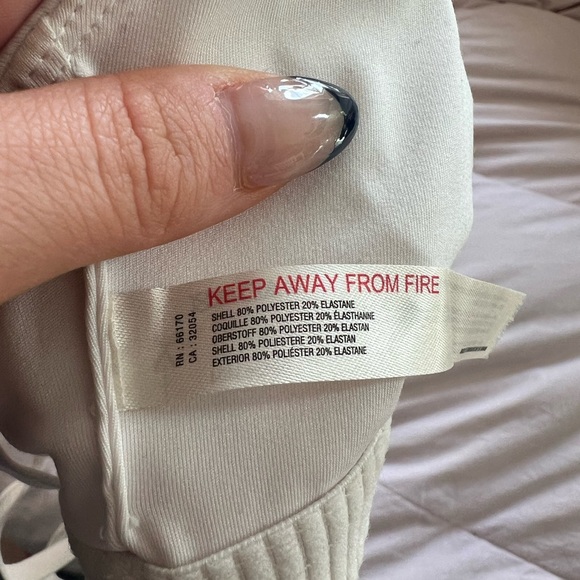 KEEP AWAY FROM FIRE
SHELL 80% POLYESTER 20% ELASTANE
COQUILLE 80% POLYESTER 20% ÉLASTHANNE
OBERSTOFF 80% POLYESTER 20% ELASTAN
SHELL 80% POLIESTERE 20% ELASTAN
EXTERIOR 80% POLIÉSTER 20% ELASTANE
RN : 66170
CA : 32054